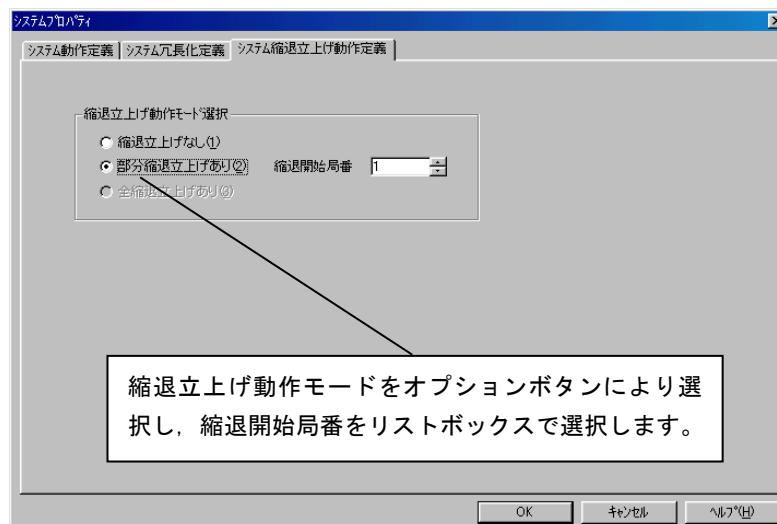 システムプロパティ
システム動作定義 システム冗長化定義 システム縮退立上げ動作定義
縮退立上げ動作モード選択
縮退立上げなし(1)
部分縮退立上げあり(2) 縮退開始局番 1
全縮退立上げあり(3)
縮退立上げ動作モードをオプションボタンにより選
択し，縮退開始局番をリストボックスで選択します。
OK キャンセル ヘルプ(H)